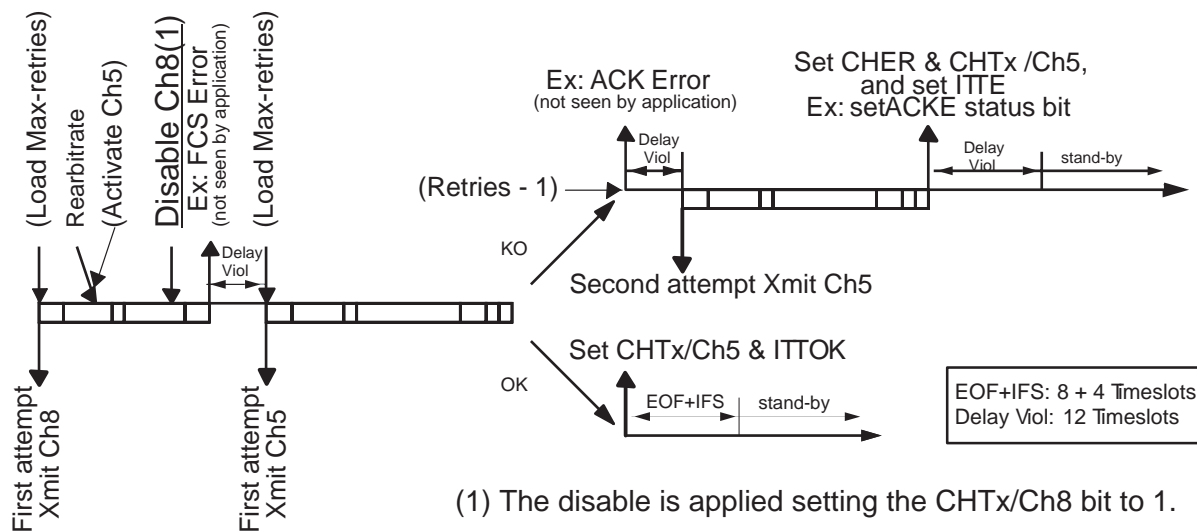 (Load Max-retries)
Rearbitrate
(Activate Ch5)
Disable Ch8(1)
Ex: FCS Error
(not seen by application)
(Load Max-retries)
Delay
Viol
First attempt
Xmit Ch8
First attempt
Xmit Ch5
KO
OK
(Retries - 1)
Ex: ACK Error
(not seen by application)
Delay
Viol
Second attempt Xmit Ch5
Set CHER & CHTx /Ch5,
and set ITTE
Ex: setACKE status bit
Delay
Viol
stand-by
Set CHTx/Ch5 & ITTOK
EOF+IFS
stand-by
EOF+IFS: 8 + 4 Timeslots
Delay Viol: 12 Timeslots
(1) The disable is applied setting the CHTx/Ch8 bit to 1.